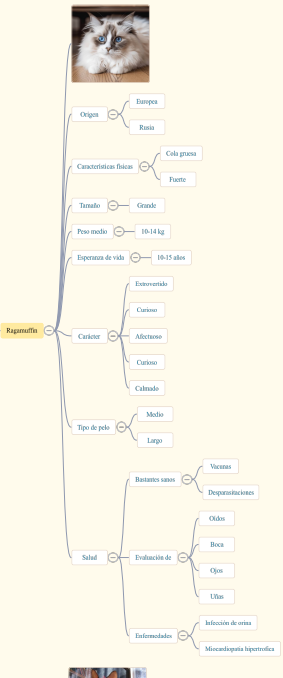 Ragamuffin
Origen
Europea
Rusia
Características físicas
Cola gruesa
Fuerte
Tamaño
Grande
Peso medio
10-14 kg
Esperanza de vida
10-15 años
Carácter
Extrovertido
Curioso
Afectuoso
Curioso
Calmado
Tipo de pelo
Medio
Largo
Salud
Bastantes sanos
Vacunas
Desparasitaciones
Evaluación de
Oídos
Boca
Ojos
Uñas
Enfermedades
Infección de orina
Miocardiopatía hipertrofica